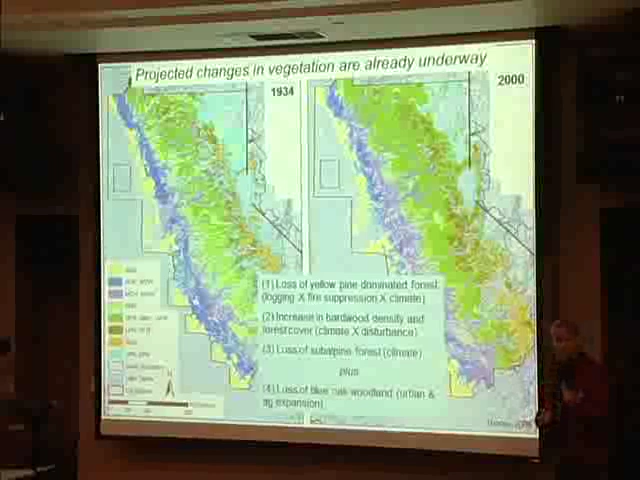 Projected changes in vegetation are already underway
1934
2000
(1) Loss of yellow pine dominated forest
(logging X fire suppression X climate)
(2) Increase in hardwood density and
forest cover (climate X disturbance)
(3) Loss of subalpine forest (climate)
plus
(4) Loss of blue oak woodland (urban &
ag expansion)
N